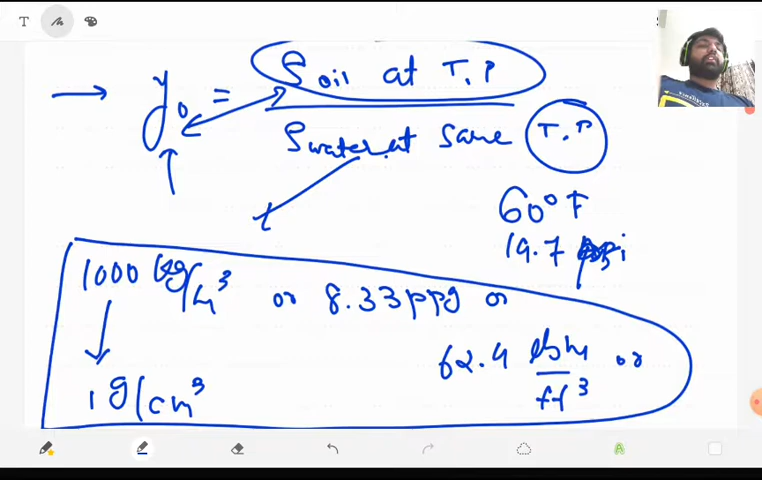 → γo = ρoil at T.P
ρwater at same T.P
60°F
19.7 psi
1000 kg/m³ or 8.33 ppg or
1 g/cm³
62.4 lbm/ft³ or